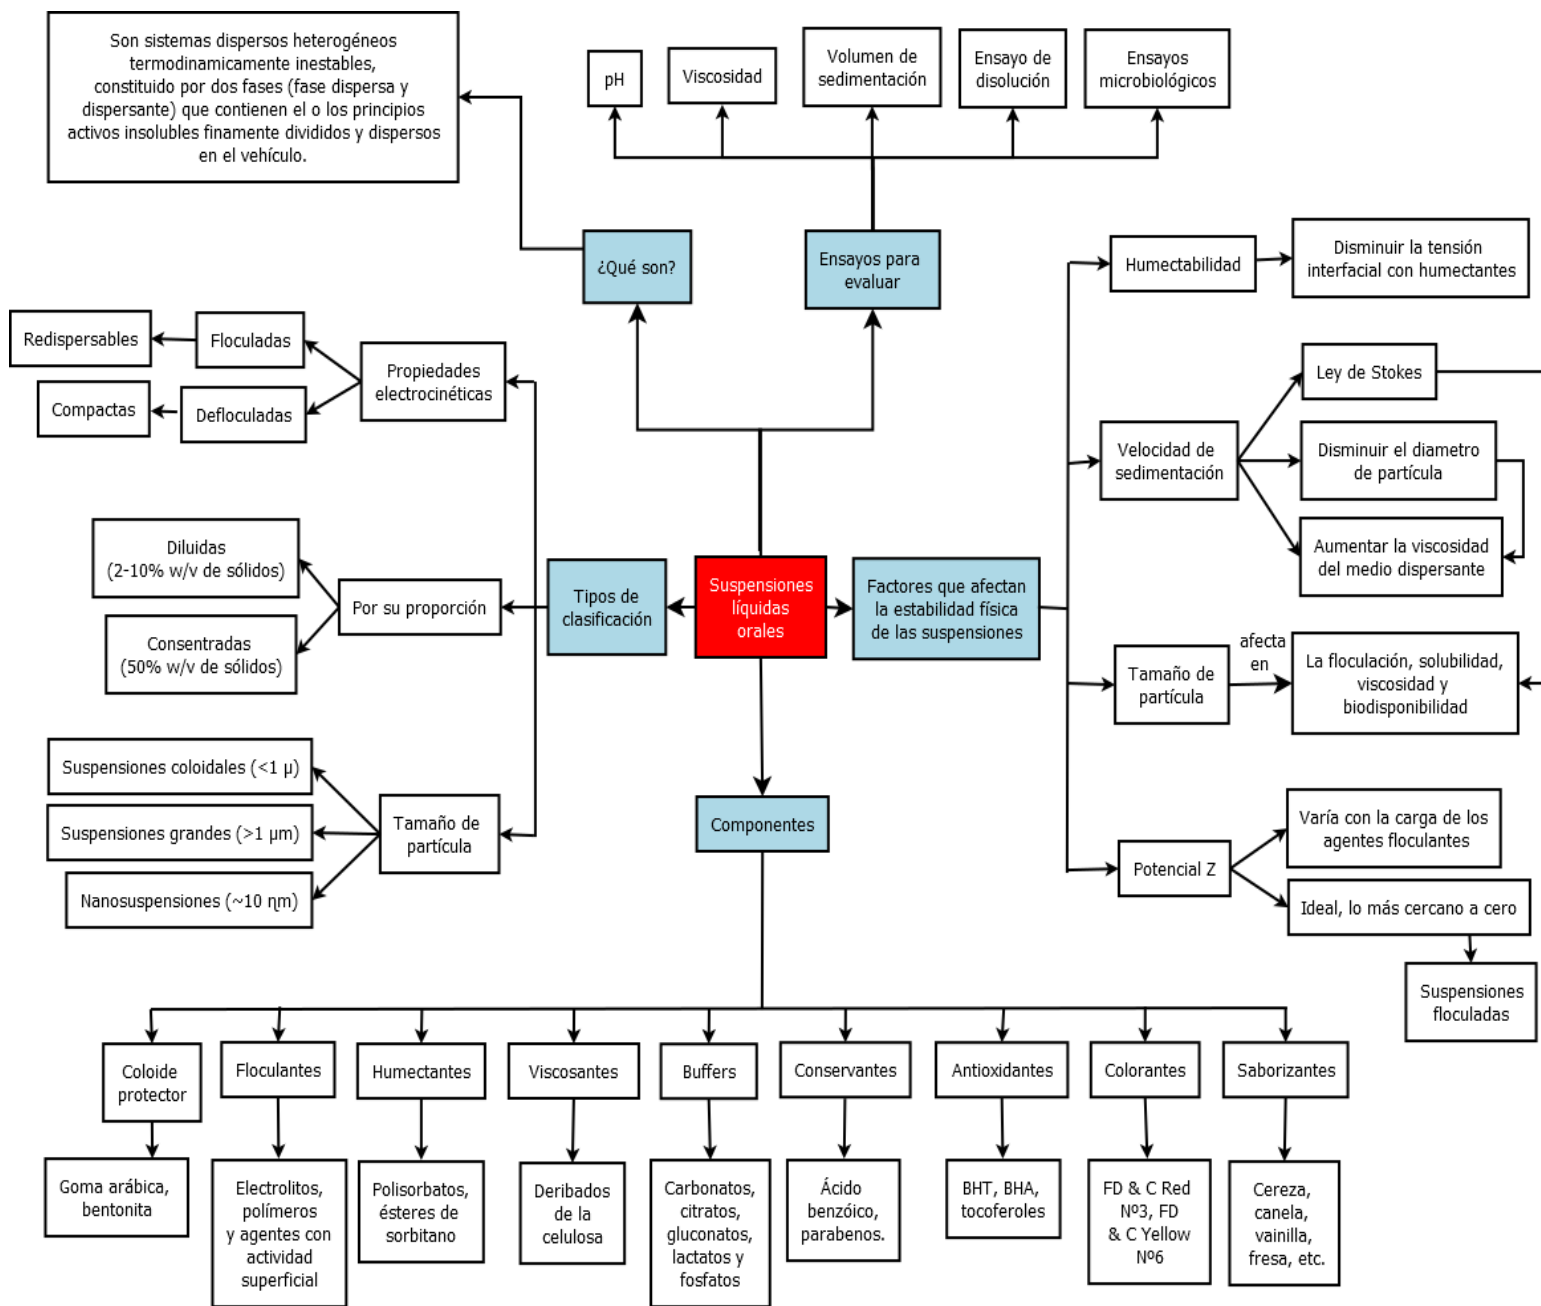 Son sistemas dispersos heterogéneos
termodinamicamente inestables,
constituido por dos fases (fase dispersa y
dispersante) que contienen el o los principios
activos insolubles finamente divididos y dispersos
en el vehículo.
pH
Viscosidad
Volumen de
sedimentación
Ensayo de
disolución
Ensayos
microbiológicos
¿Qué son?
Ensayos para
evaluar
Humectabilidad
Disminuir la tensión
interfacial con humectantes
Redispersables
Floculadas
Propiedades
electrocinéticas
Compactas
Defloculadas
Ley de Stokes
Velocidad de
sedimentación
Disminuir el diametro
de partícula
Aumentar la viscosidad
del medio dispersante
Diluidas
(2-10% w/v de sólidos)
Por su proporción
Consentradas
(50% w/v de sólidos)
Tipos de
clasificación
Suspensiones
líquidas
orales
Factores que afectan
la estabilidad física
de las suspensiones
Tamaño de
partícula
afecta
en
La floculación, solubilidad,
viscosidad y
biodisponibilidad
Suspensiones coloidales (<1 µ)
Suspensiones grandes (>1 µm)
Nanosuspensiones (~10 ηm)
Tamaño de
partícula
Componentes
Potencial Z
Varía con la carga de los
agentes floculantes
Ideal, lo más cercano a cero
Suspensiones
floculadas
Coloide
protector
Floculantes
Humectantes
Viscosantes
Buffers
Conservantes
Antioxidantes
Colorantes
Saborizantes
Goma arábica,
bentonita
Electrolitos,
polímeros
y agentes con
actividad
superficial
Polisorbatos,
ésteres de
sorbitano
Deribados
de la
celulosa
Carbonatos,
citratos,
gluconatos,
lactatos y
fosfatos
Ácido
benzóico,
parabenos.
BHT, BHA,
tocoferoles
FD & C Red
Nº3, FD
& C Yellow
Nº6
Cereza,
canela,
vainilla,
fresa, etc.